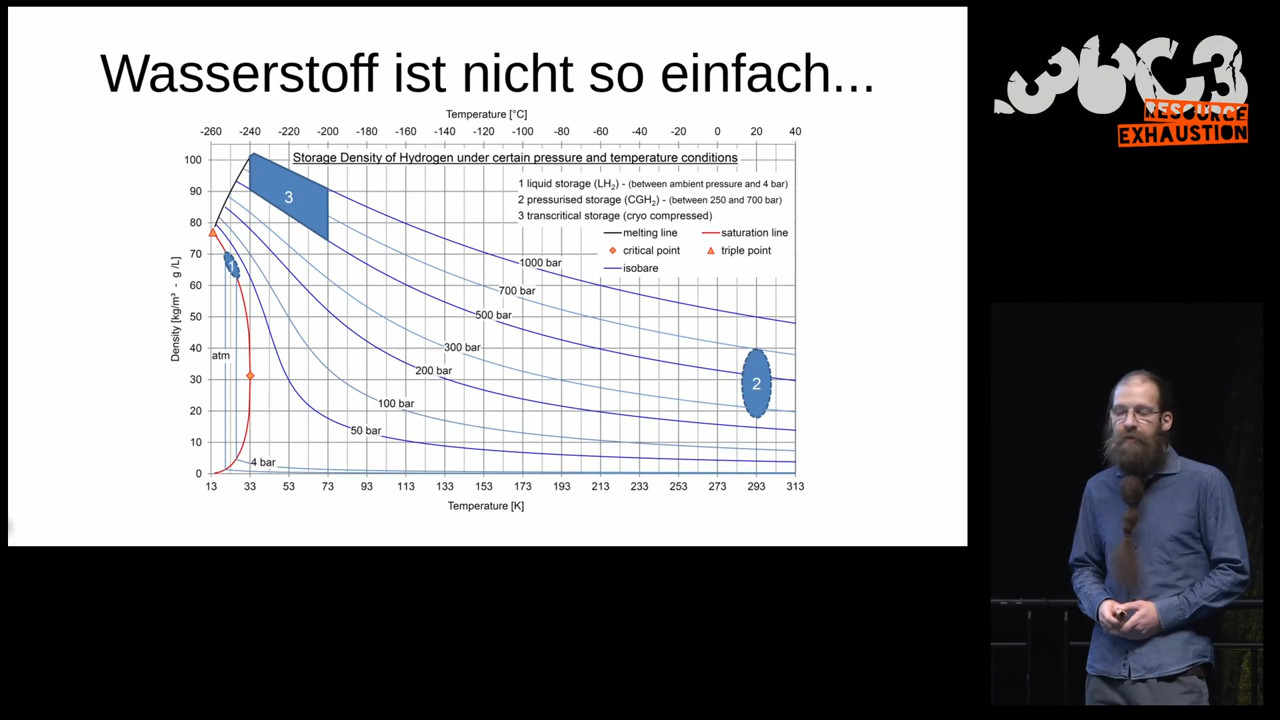 Wasserstoff ist nicht so einfach...
Temperature [°C]
-260 -240 -220 -200 -180 -160 -140 -120 -100 -80 -60 -40 -20 0 20 40
Storage Density of Hydrogen under certain pressure and temperature conditions
1 liquid storage (LH₂) - (between ambient pressure and 4 bar)
2 pressurised storage (CGH₂) - (between 250 and 700 bar)
3 transcritical storage (cryo compressed)
melting line saturation line
critical point triple point
isobare
Density [kg/m³ - g /L]
100
90
80
70
60
50
40
30
20
10
0
3
1
2
atm
1000 bar
700 bar
500 bar
300 bar
200 bar
100 bar
50 bar
4 bar
13 33 53 73 93 113 133 153 173 193 213 233 253 273 293 313
Temperature [K]
36C3
RESOURCE
EXHAUSTION